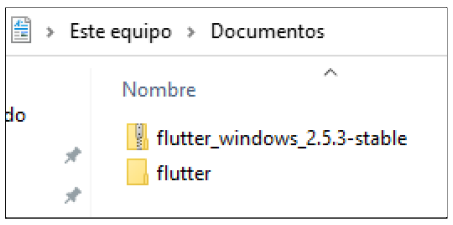 Este equipo > Documentos
Nombre
do
flutter_windows_2.5.3-stable
flutter